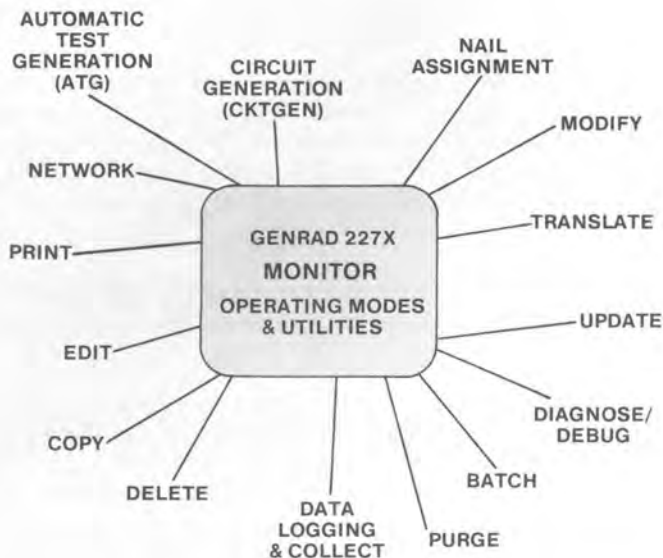 AUTOMATIC
TEST
GENERATION
(ATG)
CIRCUIT
GENERATION
(CKTGEN)
NAIL
ASSIGNMENT
MODIFY
NETWORK
TRANSLATE
PRINT
GENRAD 227X
MONITOR
OPERATING MODES
& UTILITIES
UPDATE
EDIT
DIAGNOSE/
DEBUG
COPY
BATCH
DELETE
DATA
LOGGING
& COLLECT
PURGE